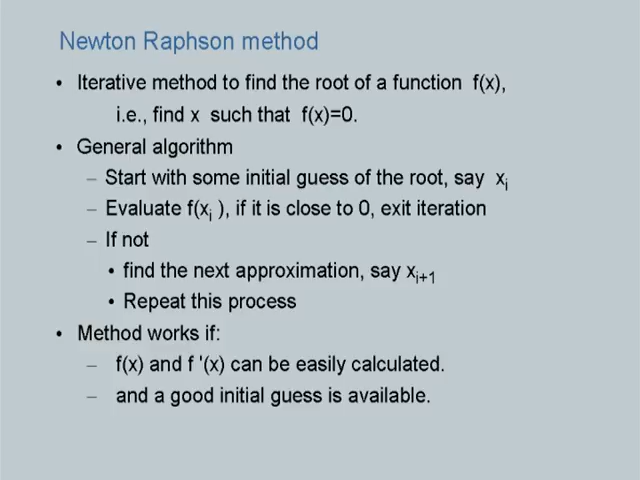 Newton Raphson method
• Iterative method to find the root of a function f(x),
i.e., find x such that f(x)=0.
• General algorithm
– Start with some initial guess of the root, say xi
– Evaluate f(xi ), if it is close to 0, exit iteration
– If not
• find the next approximation, say xi+1
• Repeat this process
• Method works if:
– f(x) and f '(x) can be easily calculated.
– and a good initial guess is available.